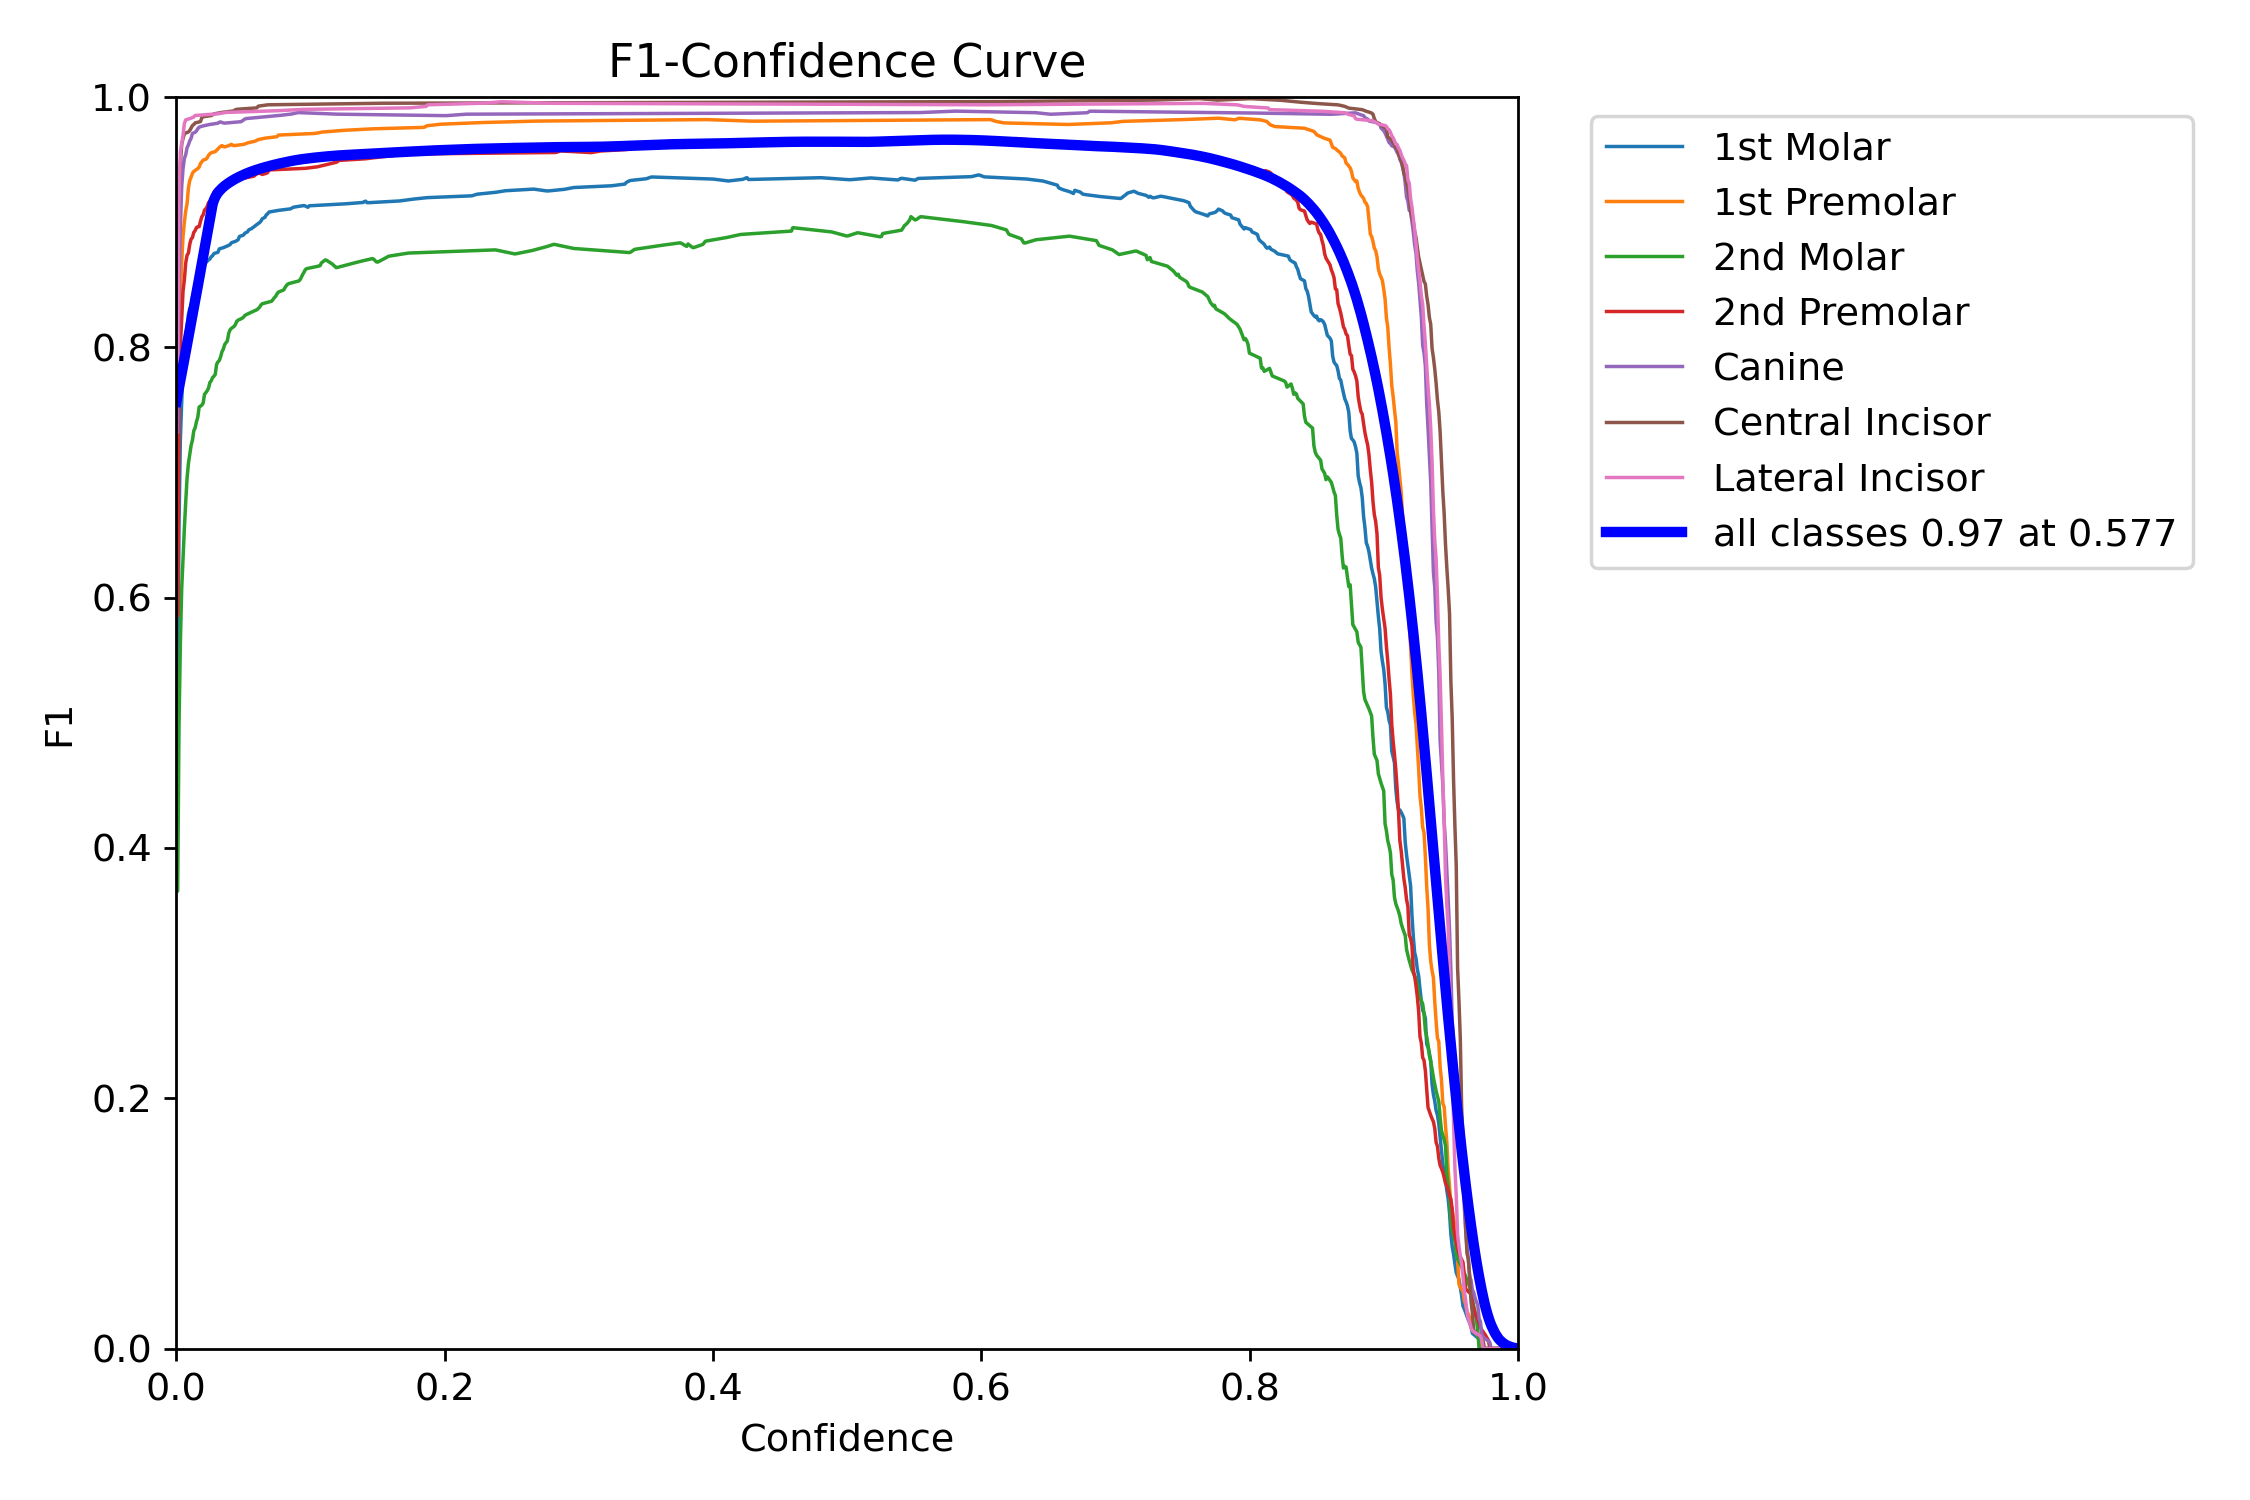 F1-Confidence Curve
1.0
0.8
0.6
0.4
0.2
0.0
F1
0.0 0.2 0.4 0.6 0.8 1.0
Confidence
1st Molar
1st Premolar
2nd Molar
2nd Premolar
Canine
Central Incisor
Lateral Incisor
all classes 0.97 at 0.577